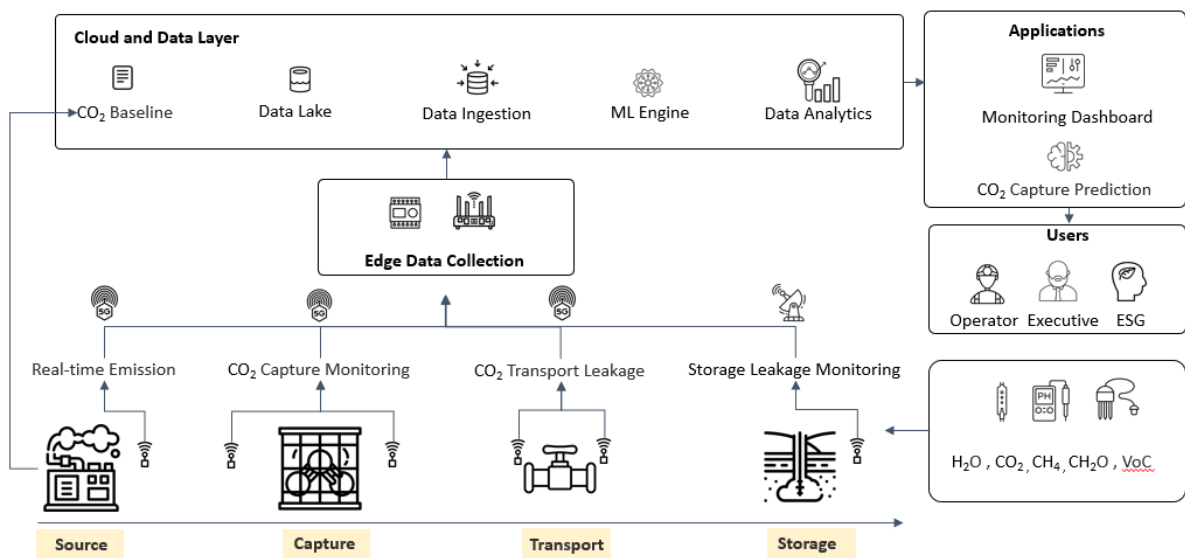 Cloud and Data Layer
CO₂ Baseline
Data Lake
Data Ingestion
ML Engine
Data Analytics
Applications
Monitoring Dashboard
CO₂ Capture Prediction
Edge Data Collection
Users
Operator
Executive
ESG
5G
5G
5G
Real-time Emission
CO₂ Capture Monitoring
CO₂ Transport Leakage
Storage Leakage Monitoring
PH
H₂O , CO₂, CH₄, CH₂O , VoC
Source
Capture
Transport
Storage